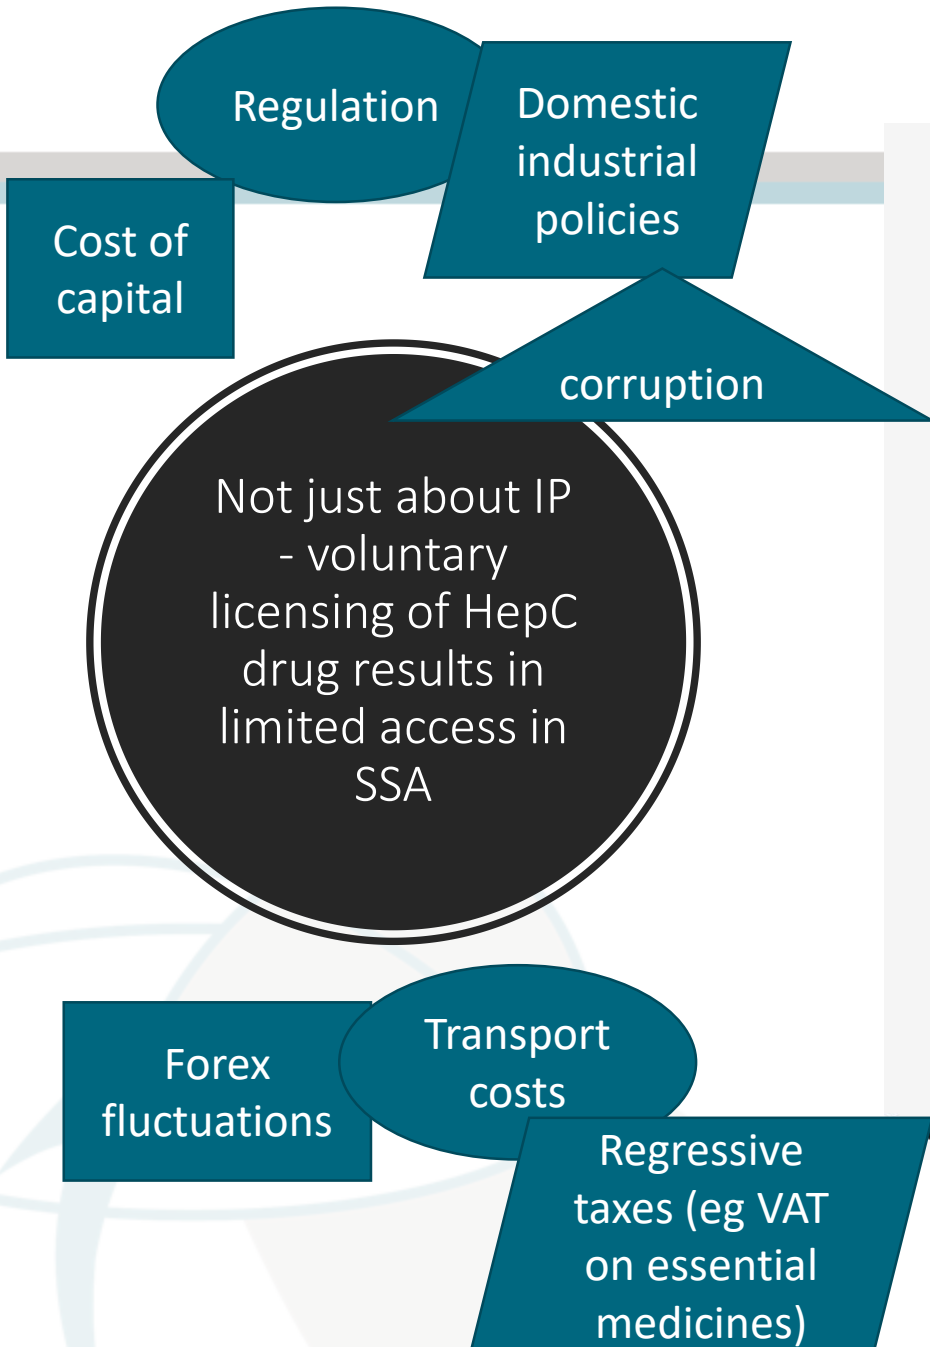 Regulation
Domestic
industrial
policies
Cost of
capital
corruption
Not just about IP
- voluntary
licensing of HepC
drug results in
limited access in
SSA
Forex
fluctuations
Transport
costs
Regressive
taxes (eg VAT
on essential
medicines)